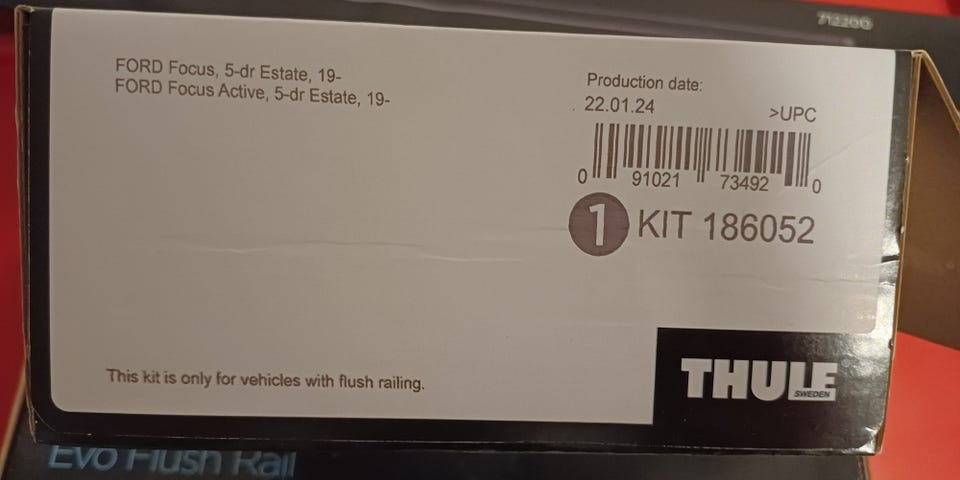 FORD Focus, 5-dr Estate, 19-
FORD Focus Active, 5-dr Estate, 19-
Production date:
22.01.24
>UPC
0 91021 73492 0
1 KIT 186052
This kit is only for vehicles with flush railing.
THULE
SWEDEN
Evo Flush Rail